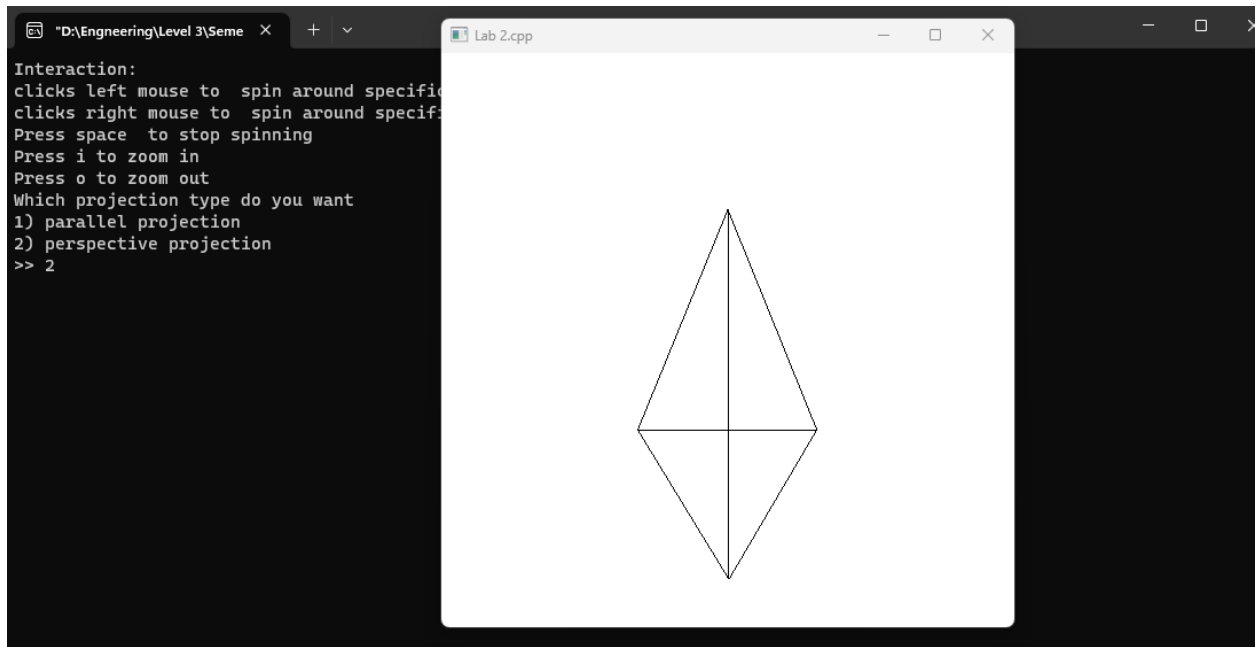 "D:\Engneering\Level 3\Seme
Lab 2.cpp
Interaction:
clicks left mouse to  spin around specific
clicks right mouse to  spin around specifi
Press space  to stop spinning
Press i to zoom in
Press o to zoom out
Which projection type do you want
1) parallel projection
2) perspective projection
>> 2